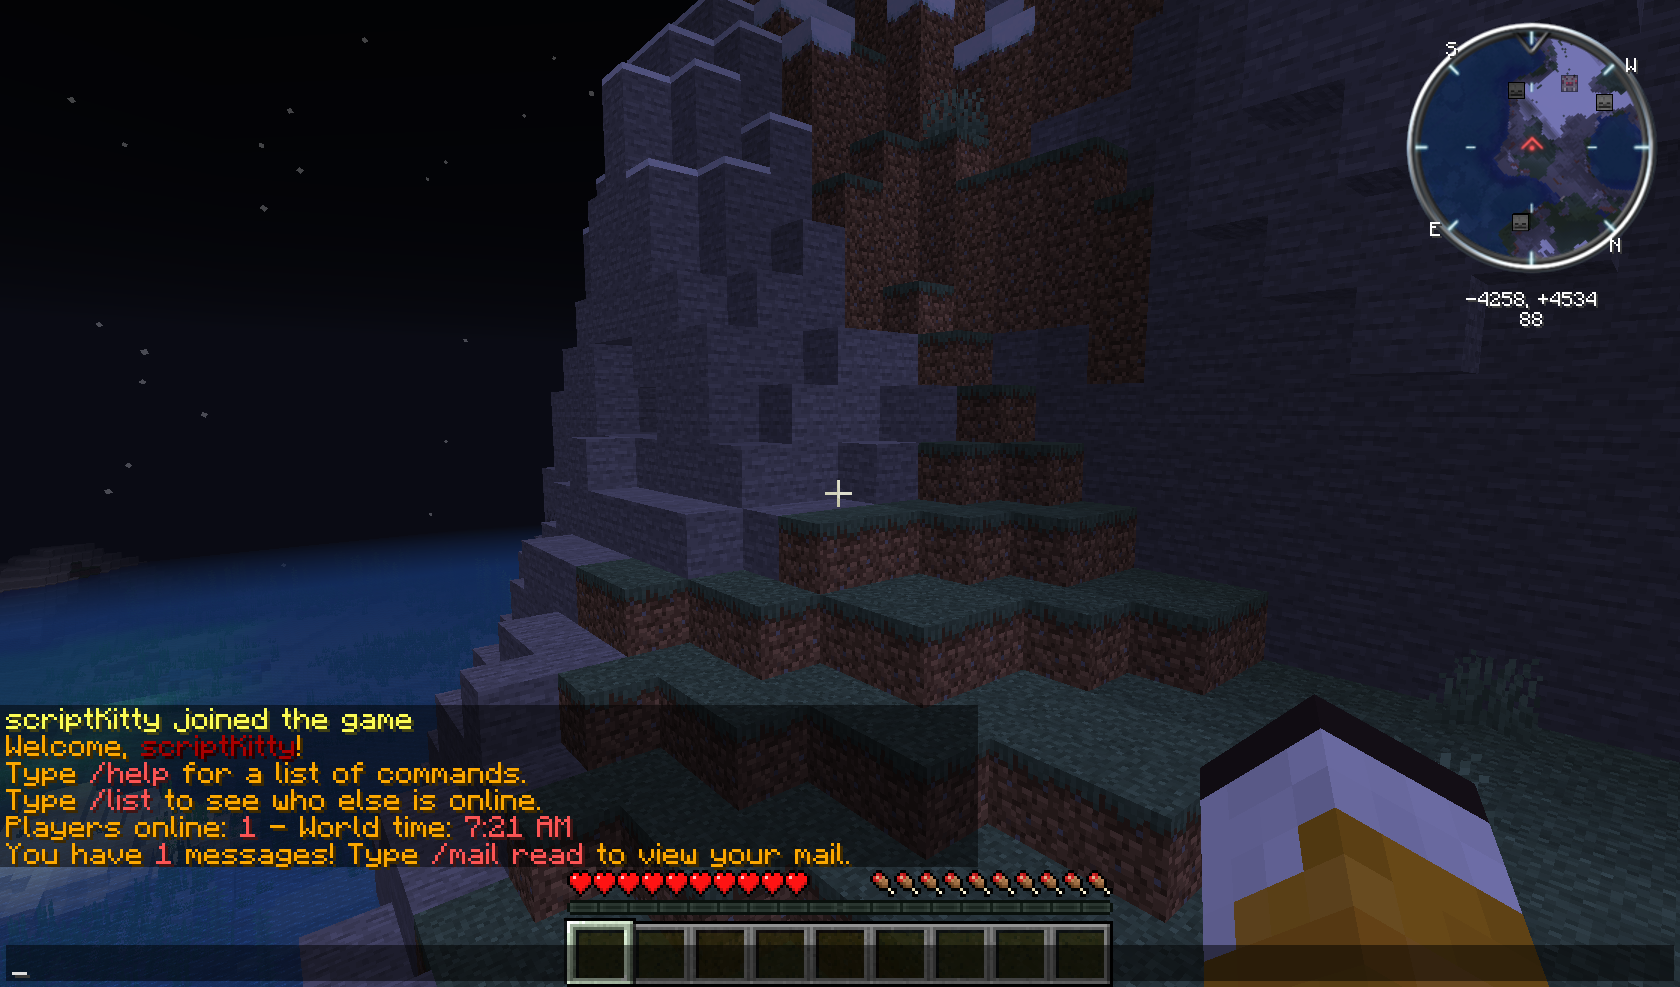 S
W
E
N
-4258, +4534
88
scriptKitty joined the game
Welcome, scriptKitty!
Type /help for a list of commands.
Type /list to see who else is online.
Players online: 1 - World time: 7:21 AM
You have 1 messages! Type /mail read to view your mail.
_